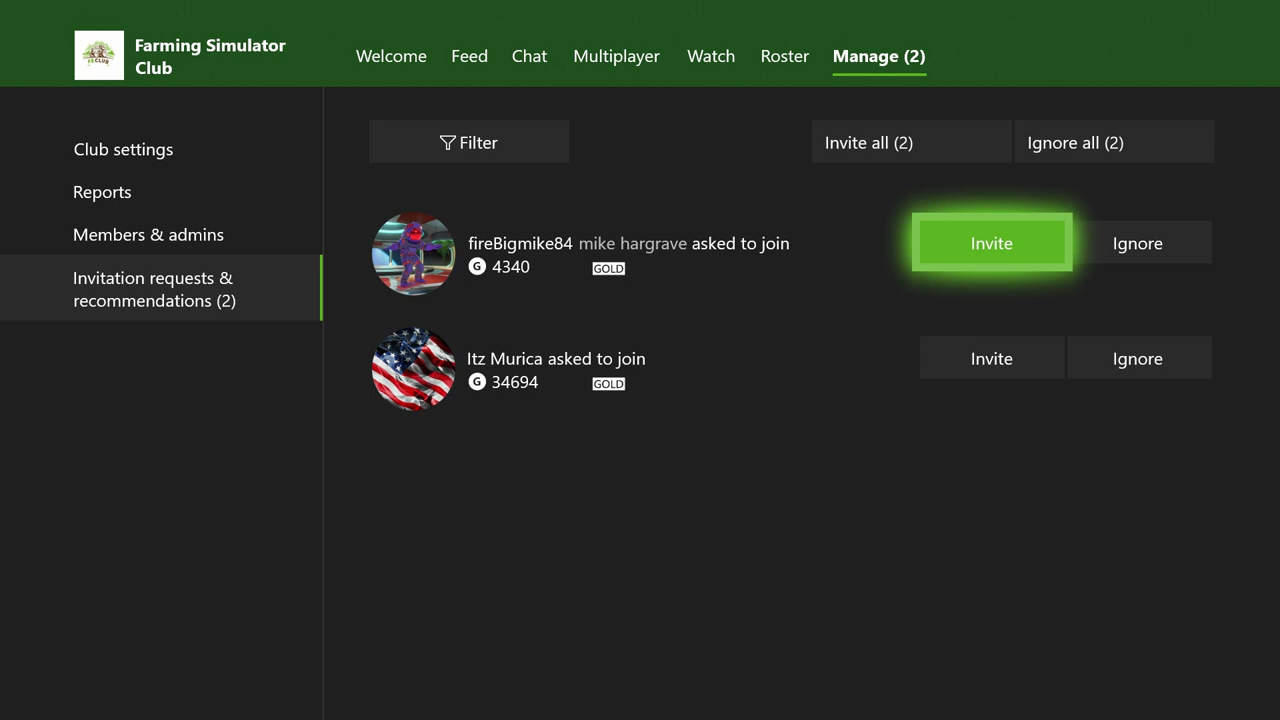 Farming Simulator
Club
FS CLUB
Welcome Feed Chat Multiplayer Watch Roster Manage (2)
Club settings
Reports
Members & admins
Invitation requests &
recommendations (2)
Filter
Invite all (2)
Ignore all (2)
fireBigmike84 mike hargrave asked to join
G 4340 GOLD
Invite
Ignore
Itz Murica asked to join
G 34694 GOLD
Invite
Ignore